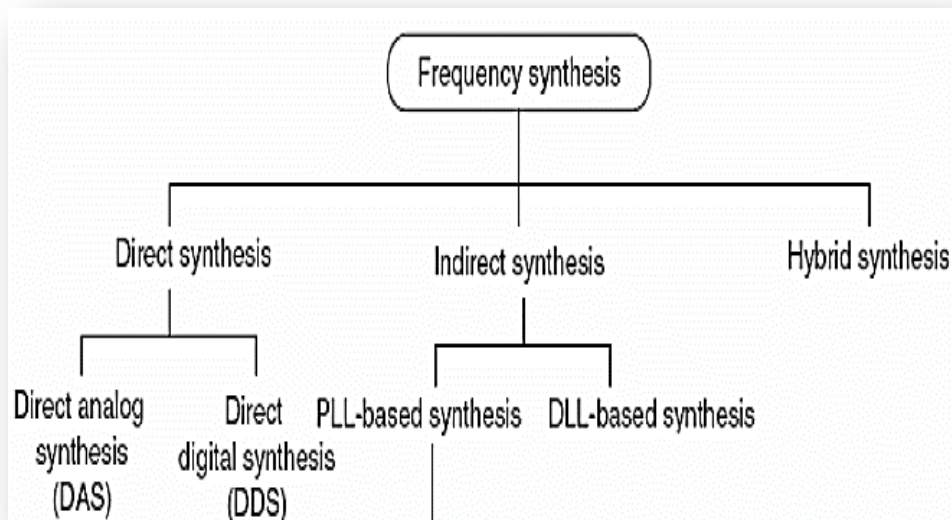 Frequency synthesis
Direct synthesis
Indirect synthesis
Hybrid synthesis
Direct analog
synthesis
(DAS)
Direct
digital synthesis
(DDS)
PLL-based synthesis
DLL-based synthesis